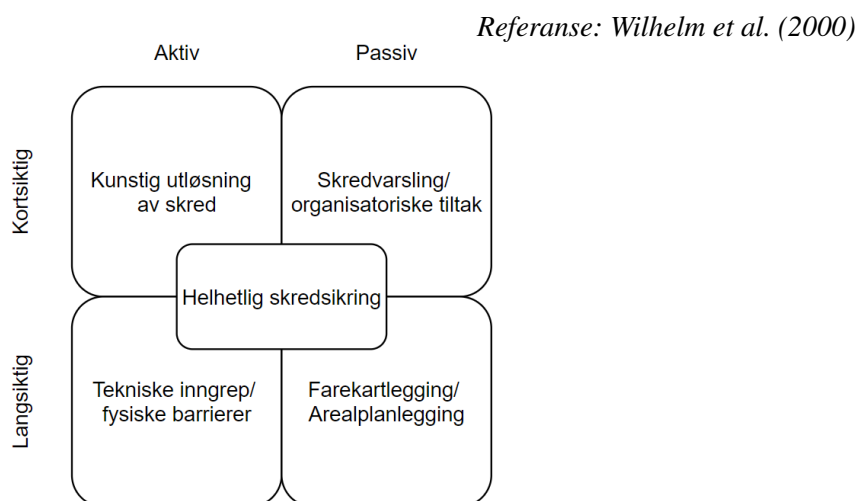 Referanse: Wilhelm et al. (2000)
Aktiv
Passiv
Kortsiktig
Kunstig utløsning
av skred
Skredvarsling/
organisatoriske tiltak
Helhetlig skredsikring
Langsiktig
Tekniske inngrep/
fysiske barrierer
Farekartlegging/
Arealplanlegging